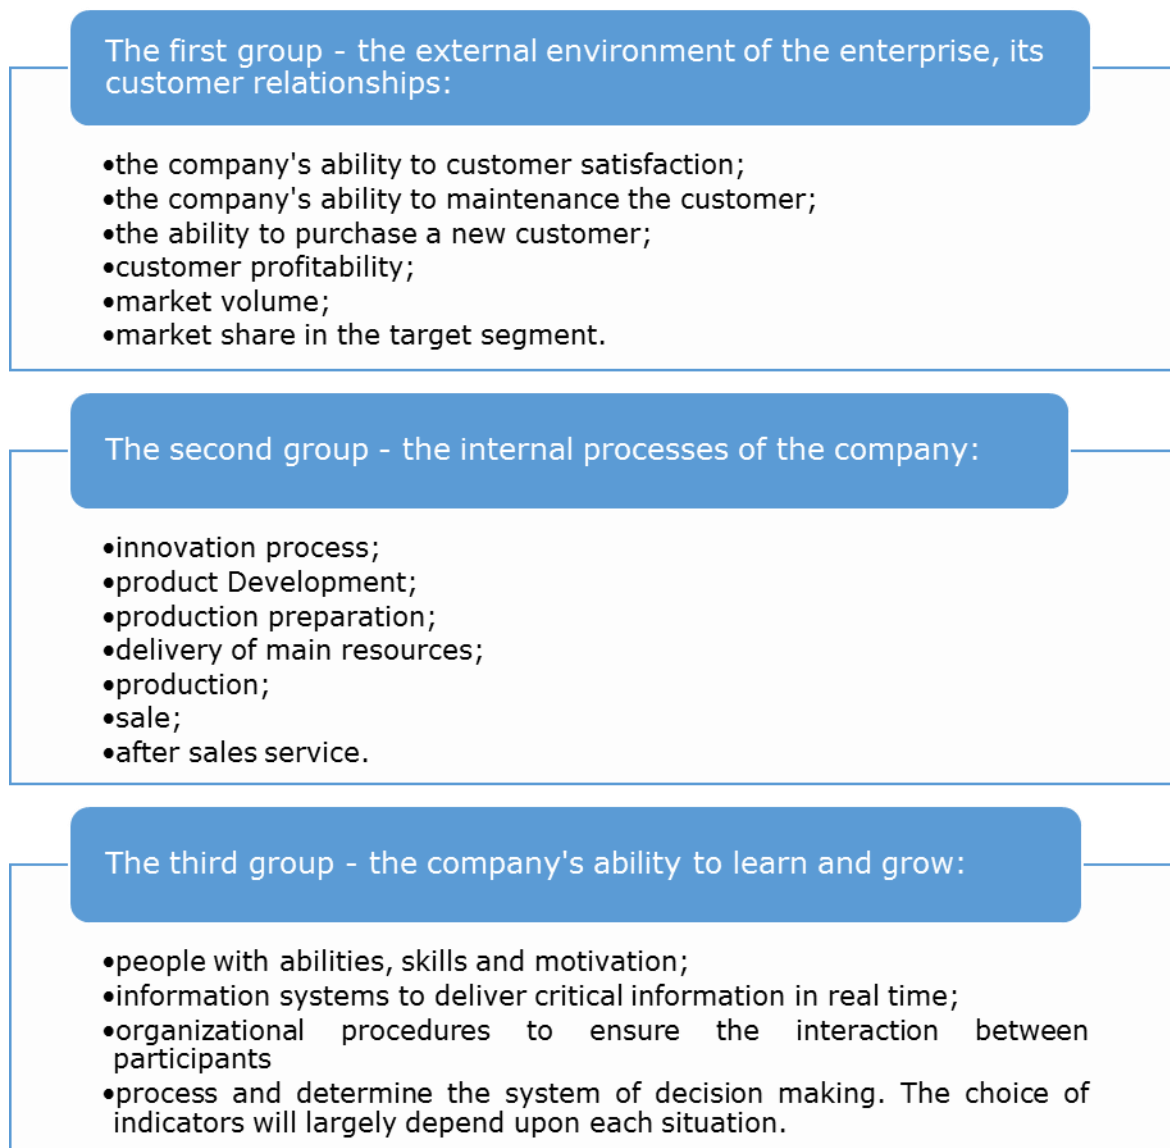 The first group - the external environment of the enterprise, its
customer relationships:
•the company's ability to customer satisfaction;
•the company's ability to maintenance the customer;
•the ability to purchase a new customer;
•customer profitability;
•market volume;
•market share in the target segment.
The second group - the internal processes of the company:
•innovation process;
•product Development;
•production preparation;
•delivery of main resources;
•production;
•sale;
•after sales service.
The third group - the company's ability to learn and grow:
•people with abilities, skills and motivation;
•information systems to deliver critical information in real time;
•organizational procedures to ensure the interaction between
participants
•process and determine the system of decision making. The choice of
indicators will largely depend upon each situation.